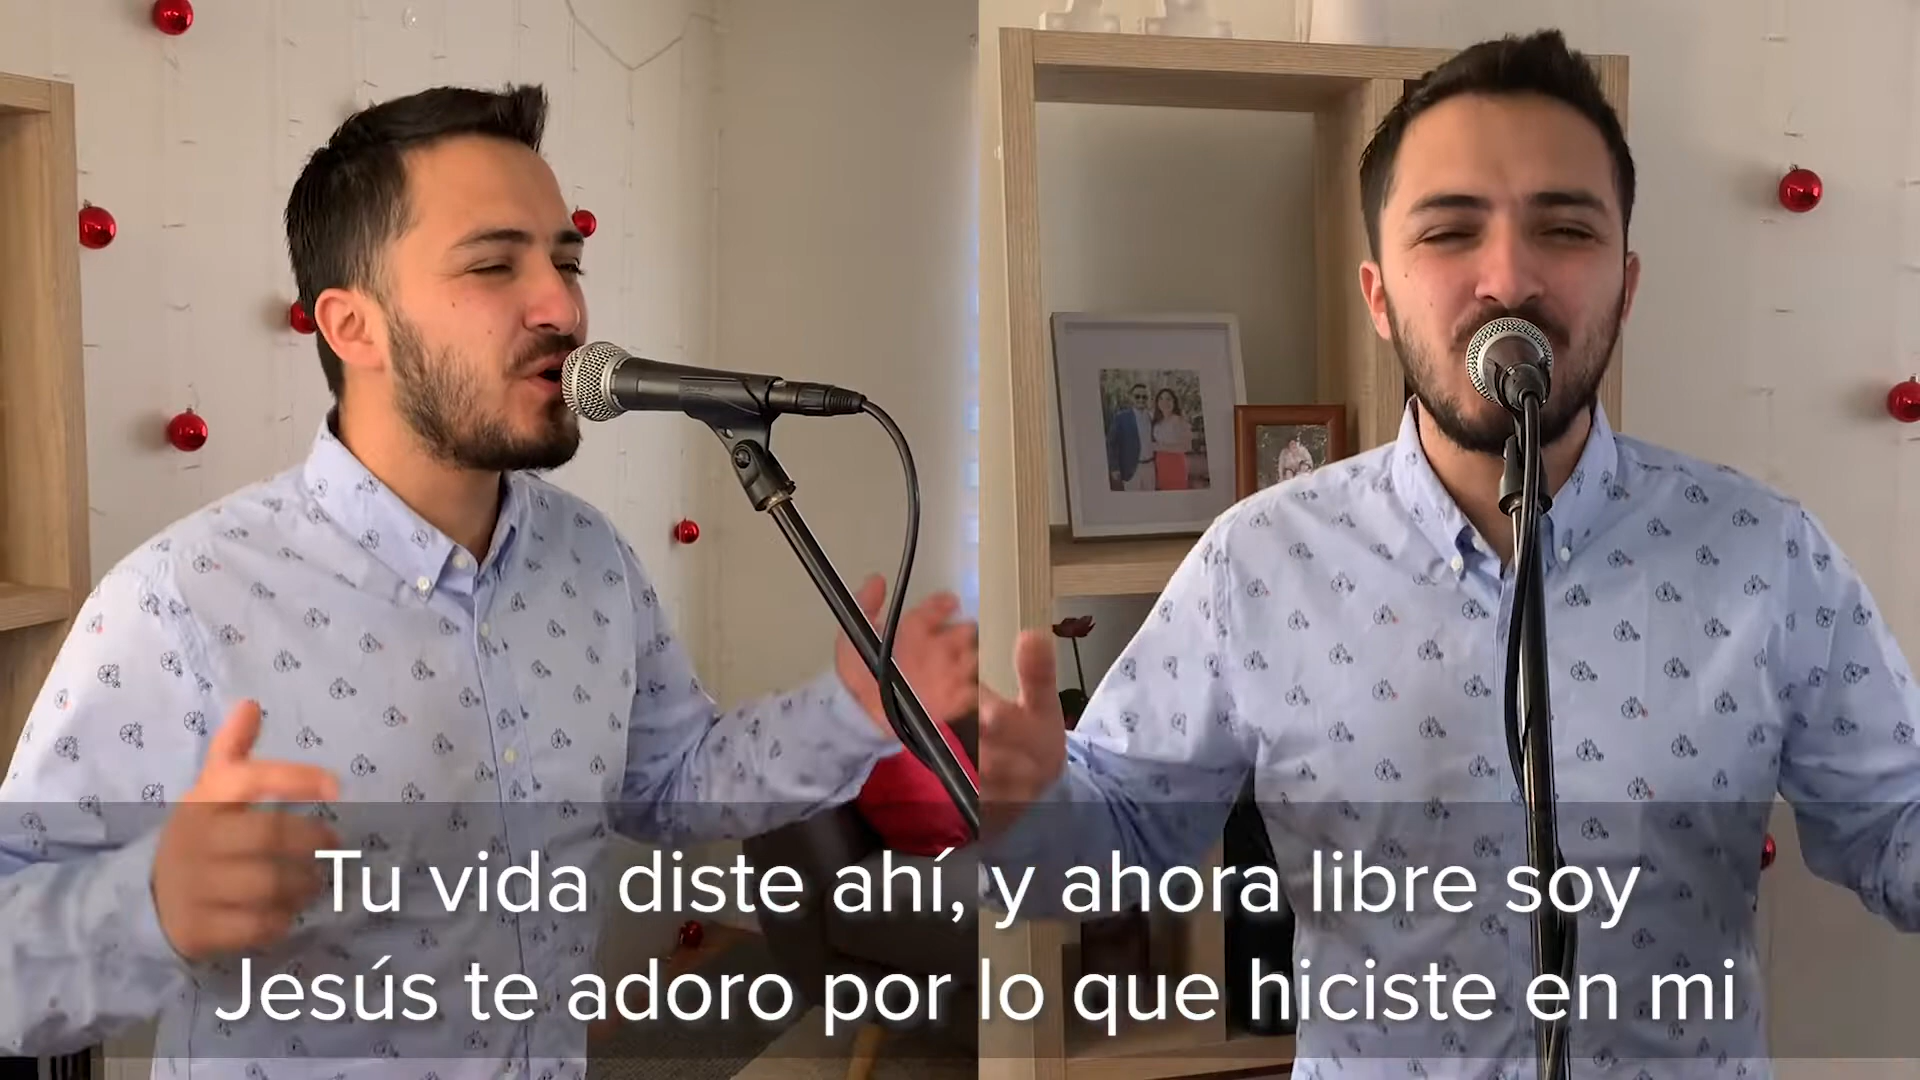 Tu vida diste ahí, y ahora libre soy
Jesús te adoro por lo que hiciste en mi